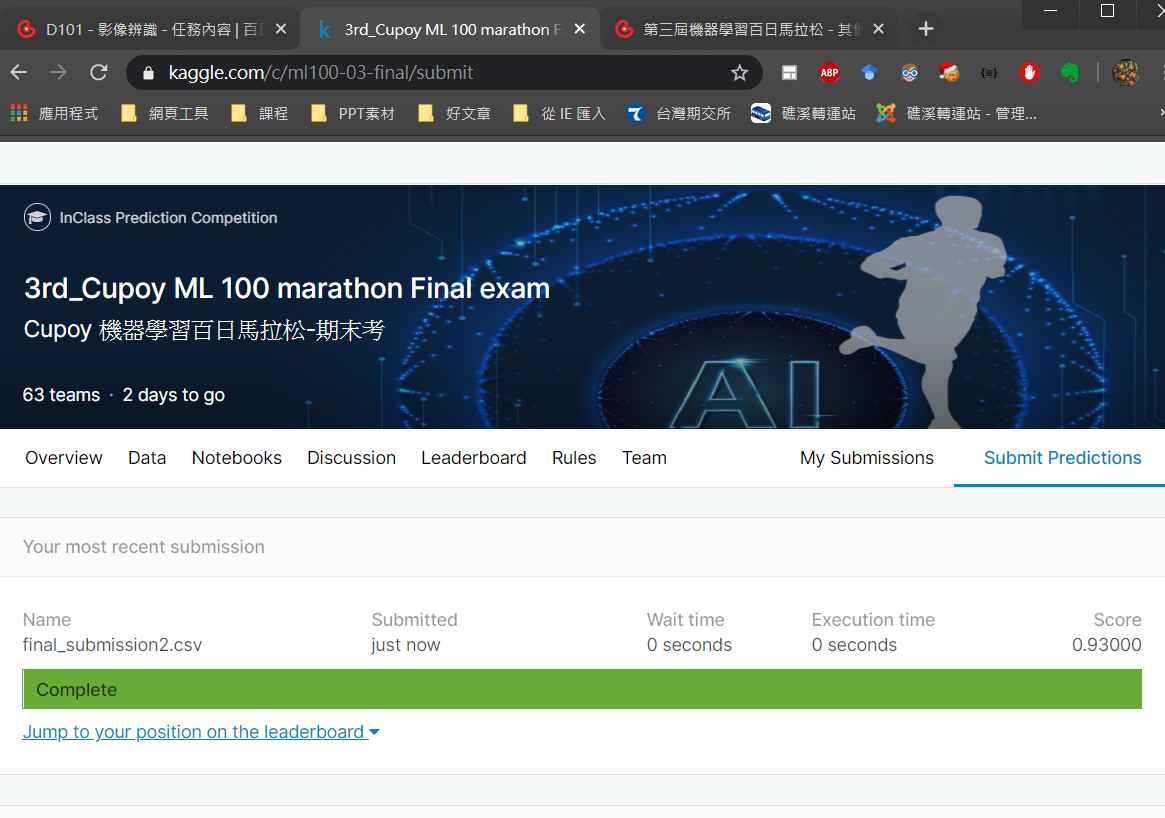 D101 - 影像辨識 - 任務內容 | 百日
3rd_Cupoy ML 100 marathon F
第三屆機器學習百日馬拉松 - 其他
kaggle.com/c/ml100-03-final/submit
ABP
應用程式 網頁工具 課程 PPT素材 好文章 從 IE 匯入 台灣期交所 礁溪轉運站 礁溪轉運站 - 管理...
InClass Prediction Competition
3rd_Cupoy ML 100 marathon Final exam
Cupoy 機器學習百日馬拉松-期末考
AI
63 teams · 2 days to go
Overview Data Notebooks Discussion Leaderboard Rules Team My Submissions Submit Predictions
Your most recent submission
Name Submitted Wait time Execution time Score
final_submission2.csv just now 0 seconds 0 seconds 0.93000
Complete
Jump to your position on the leaderboard